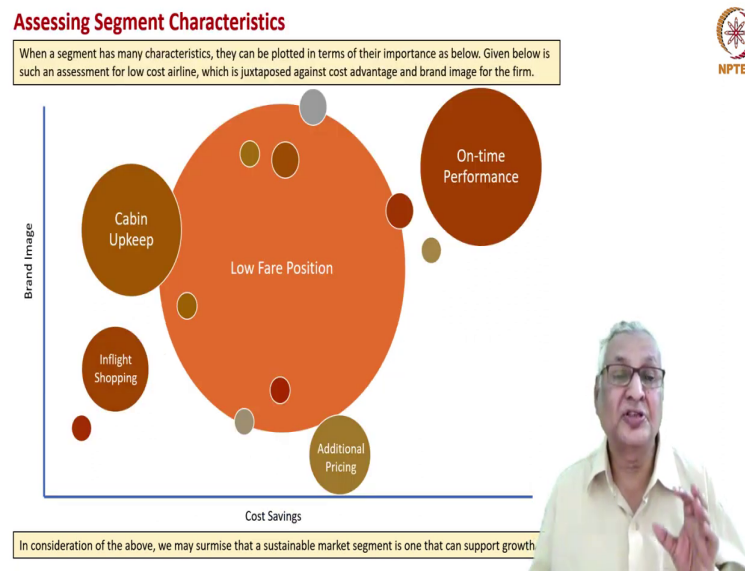 Assessing Segment Characteristics
When a segment has many characteristics, they can be plotted in terms of their importance as below. Given below is
such an assessment for low cost airline, which is juxtaposed against cost advantage and brand image for the firm.
NPTE
On-time
Performance
Cabin
Upkeep
Brand Image
Low Fare Position
Inflight
Shopping
Additional
Pricing
Cost Savings
In consideration of the above, we may surmise that a sustainable market segment is one that can support growth